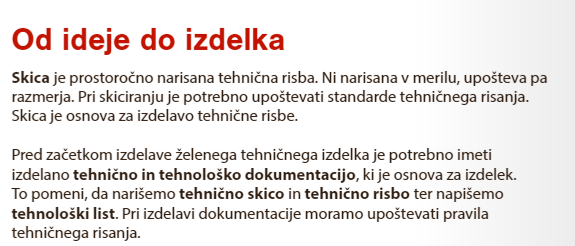 Od ideje do izdelka
Skica je prostoročno narisana tehnična risba. Ni narisana v merilu, upošteva pa
razmerja. Pri skiciranju je potrebno upoštevati standarde tehničnega risanja.
Skica je osnova za izdelavo tehnične risbe.
Pred začetkom izdelave želenega tehničnega izdelka je potrebno imeti
izdelano tehnično in tehnološko dokumentacijo, ki je osnova za izdelek.
To pomeni, da narišemo tehnično skico in tehnično risbo ter napišemo
tehnološki list. Pri izdelavi dokumentacije moramo upoštevati pravila
tehničnega risanja.